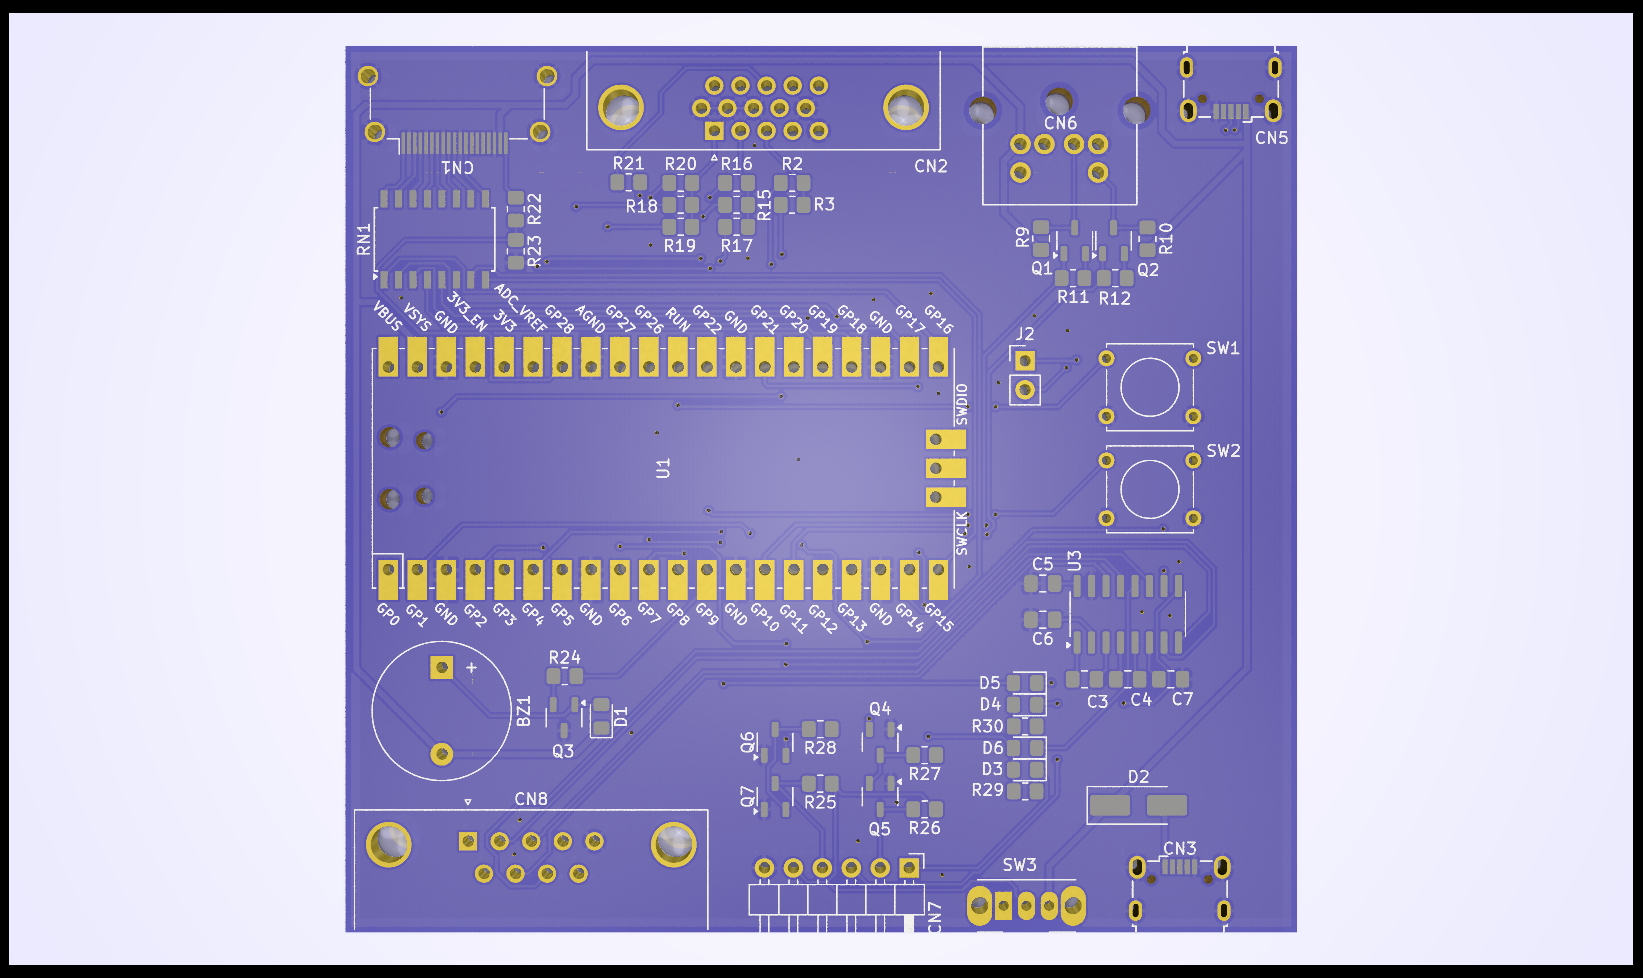 CN1
CN2
CN6
CN5
R21 R20 R16 R2
R18 R15 R3
R19 R17
RN1
R22
R23
R9
R10
Q1
Q2
R11 R12
VBUS VSYS GND 3V3_EN 3V3 ADC_VREF GP28 AGND GP27 GP26 RUN GP22 GND GP21 GP20 GP19 GP18 GND GP17 GP16
J2
SW1
SWDIO
U1
SW2
SWCLK
GP0 GP1 GND GP2 GP3 GP4 GP5 GND GP6 GP7 GP8 GP9 GND GP10 GP11 GP12 GP13 GND GP14 GP15
C5
U3
C6
R24
+
BZ1
D1
Q3
D5
D4
R30
D6
D3
R29
C3 C4 C7
Q4
Q6
R28
R27
Q7
R25
Q5
R26
D2
CN8
SW3
CN3
CN7